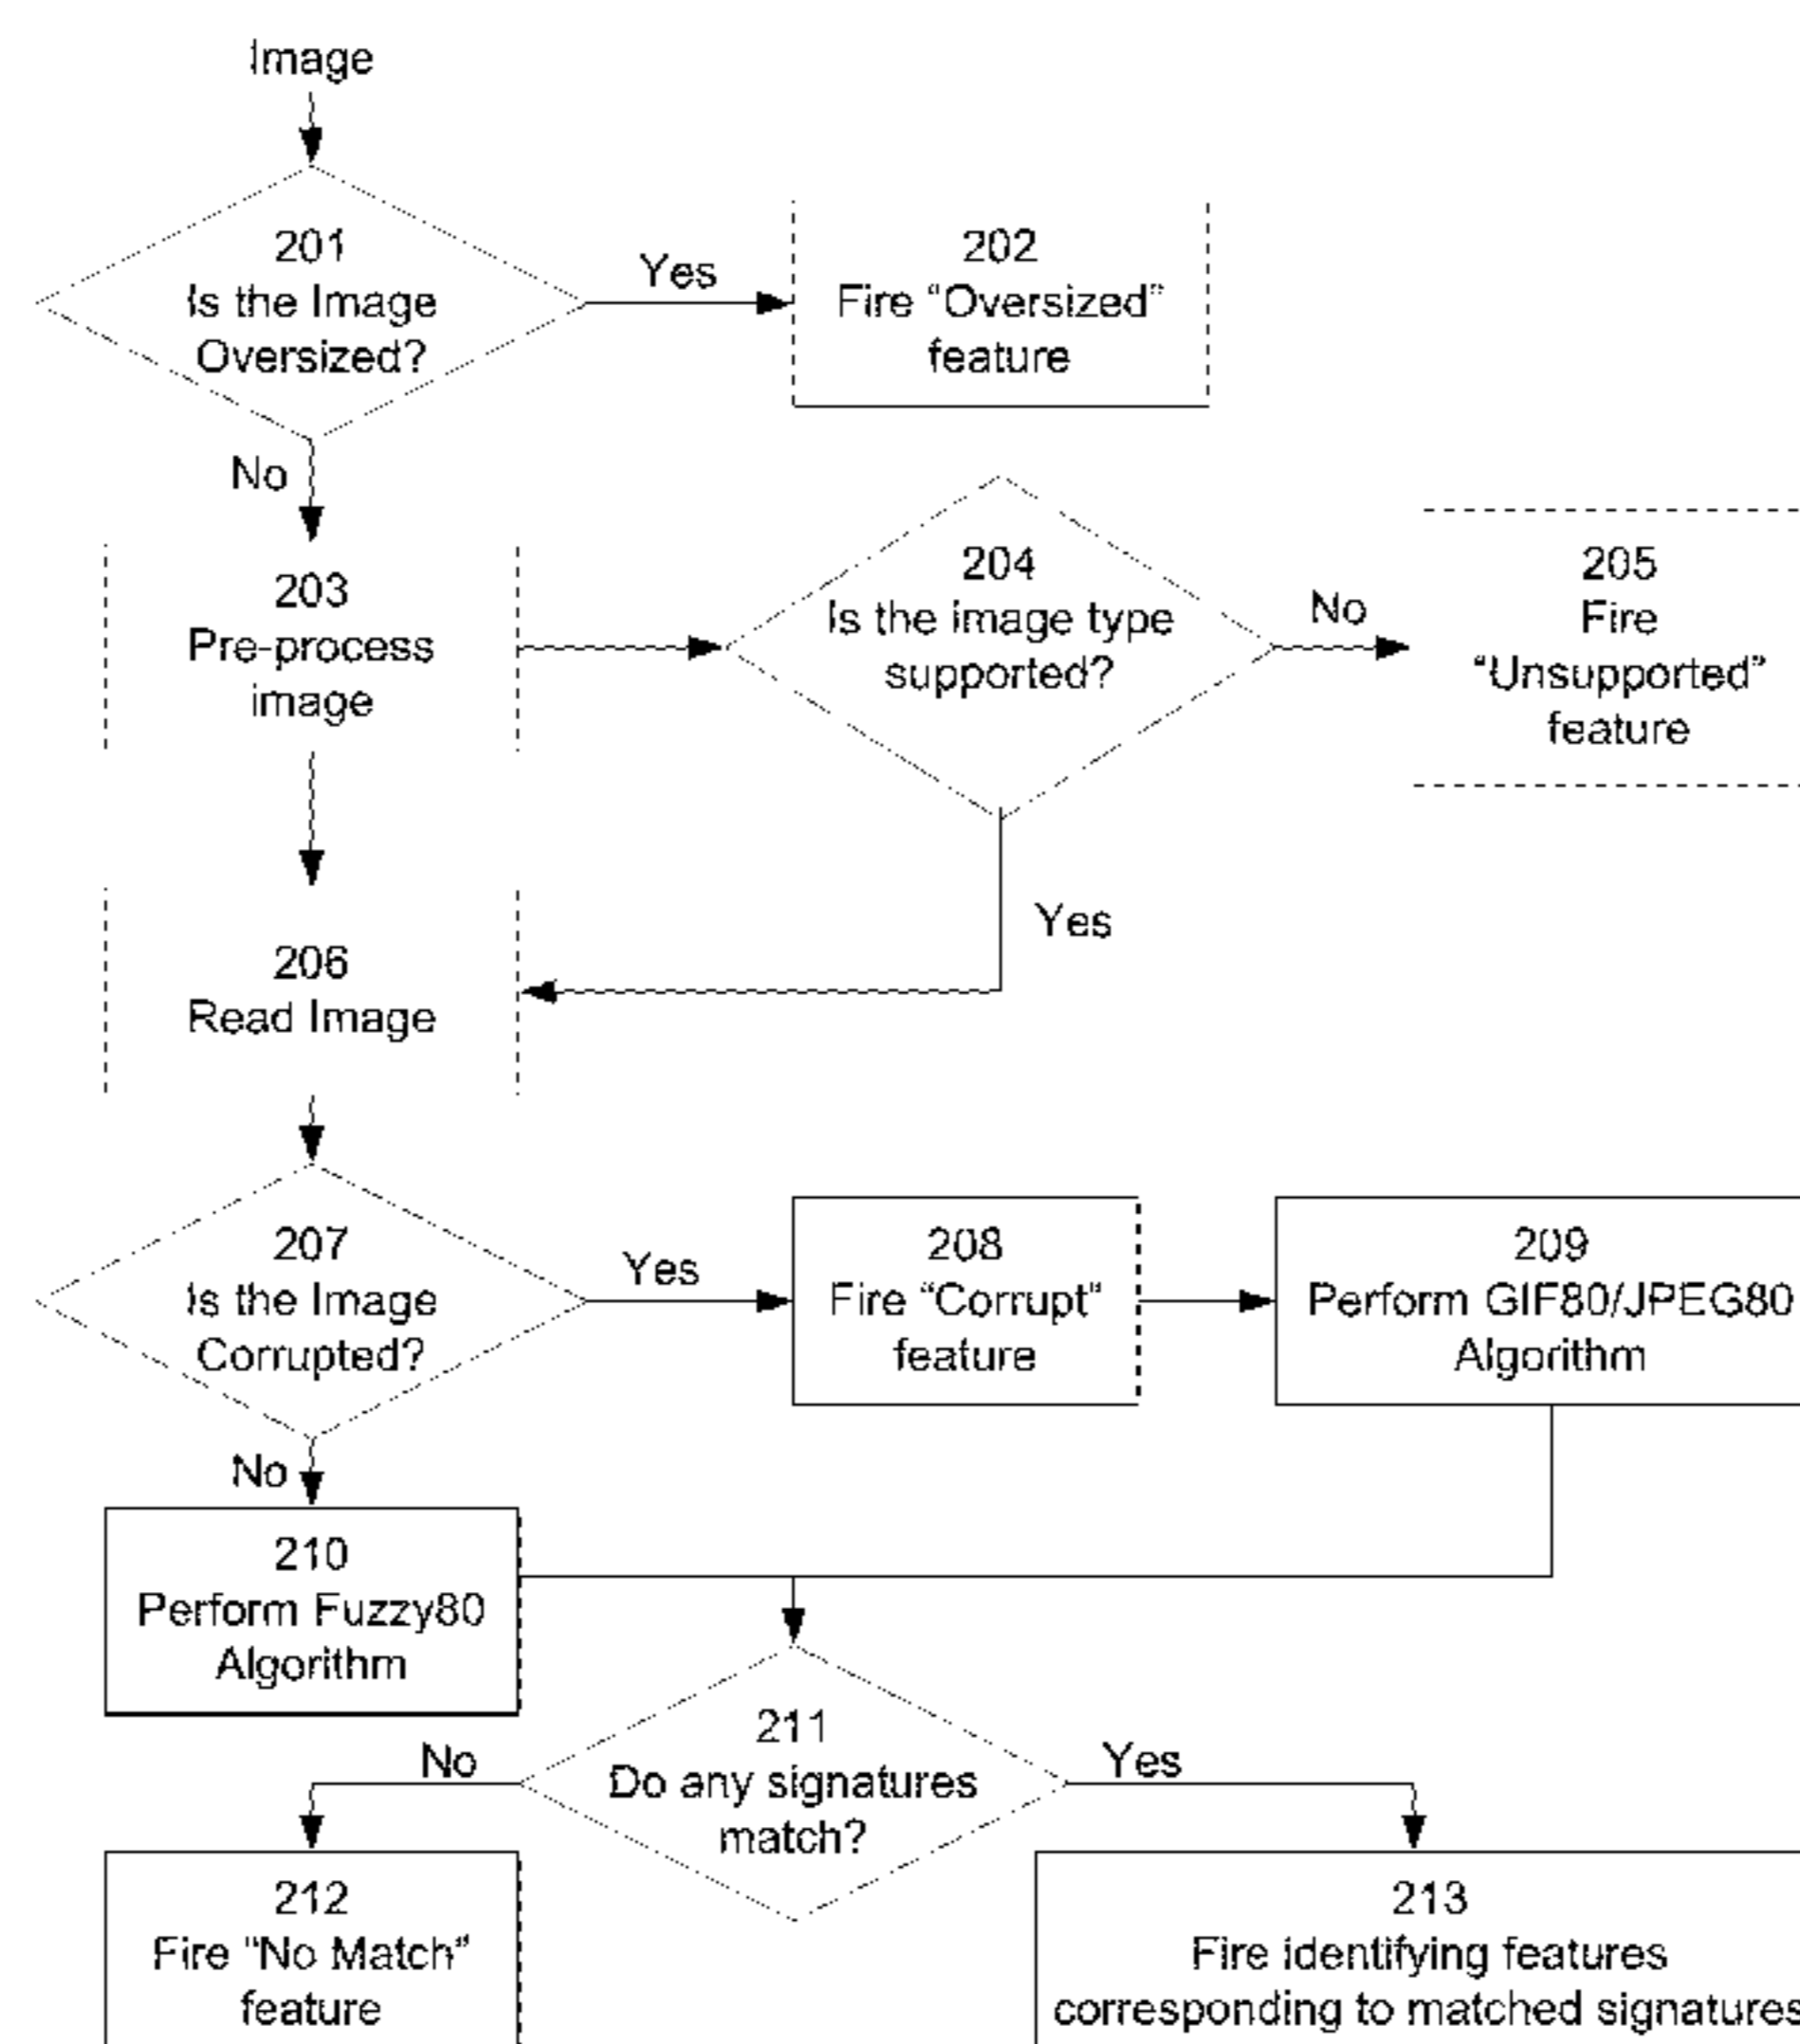 Image
201
Is the Image
Oversized?
Yes
202
Fire “Oversized”
feature
No
203
Pre-process
image
204
Is the image type
supported?
No
205
Fire
“Unsupported”
feature
Yes
206
Read Image
207
Is the Image
Corrupted?
Yes
208
Fire “Corrupt”
feature
209
Perform GIF80/JPEG80
Algorithm
No
210
Perform Fuzzy80
Algorithm
211
Do any signatures
match?
No
Yes
212
Fire “No Match”
feature
213
Fire identifying features
corresponding to matched signatures